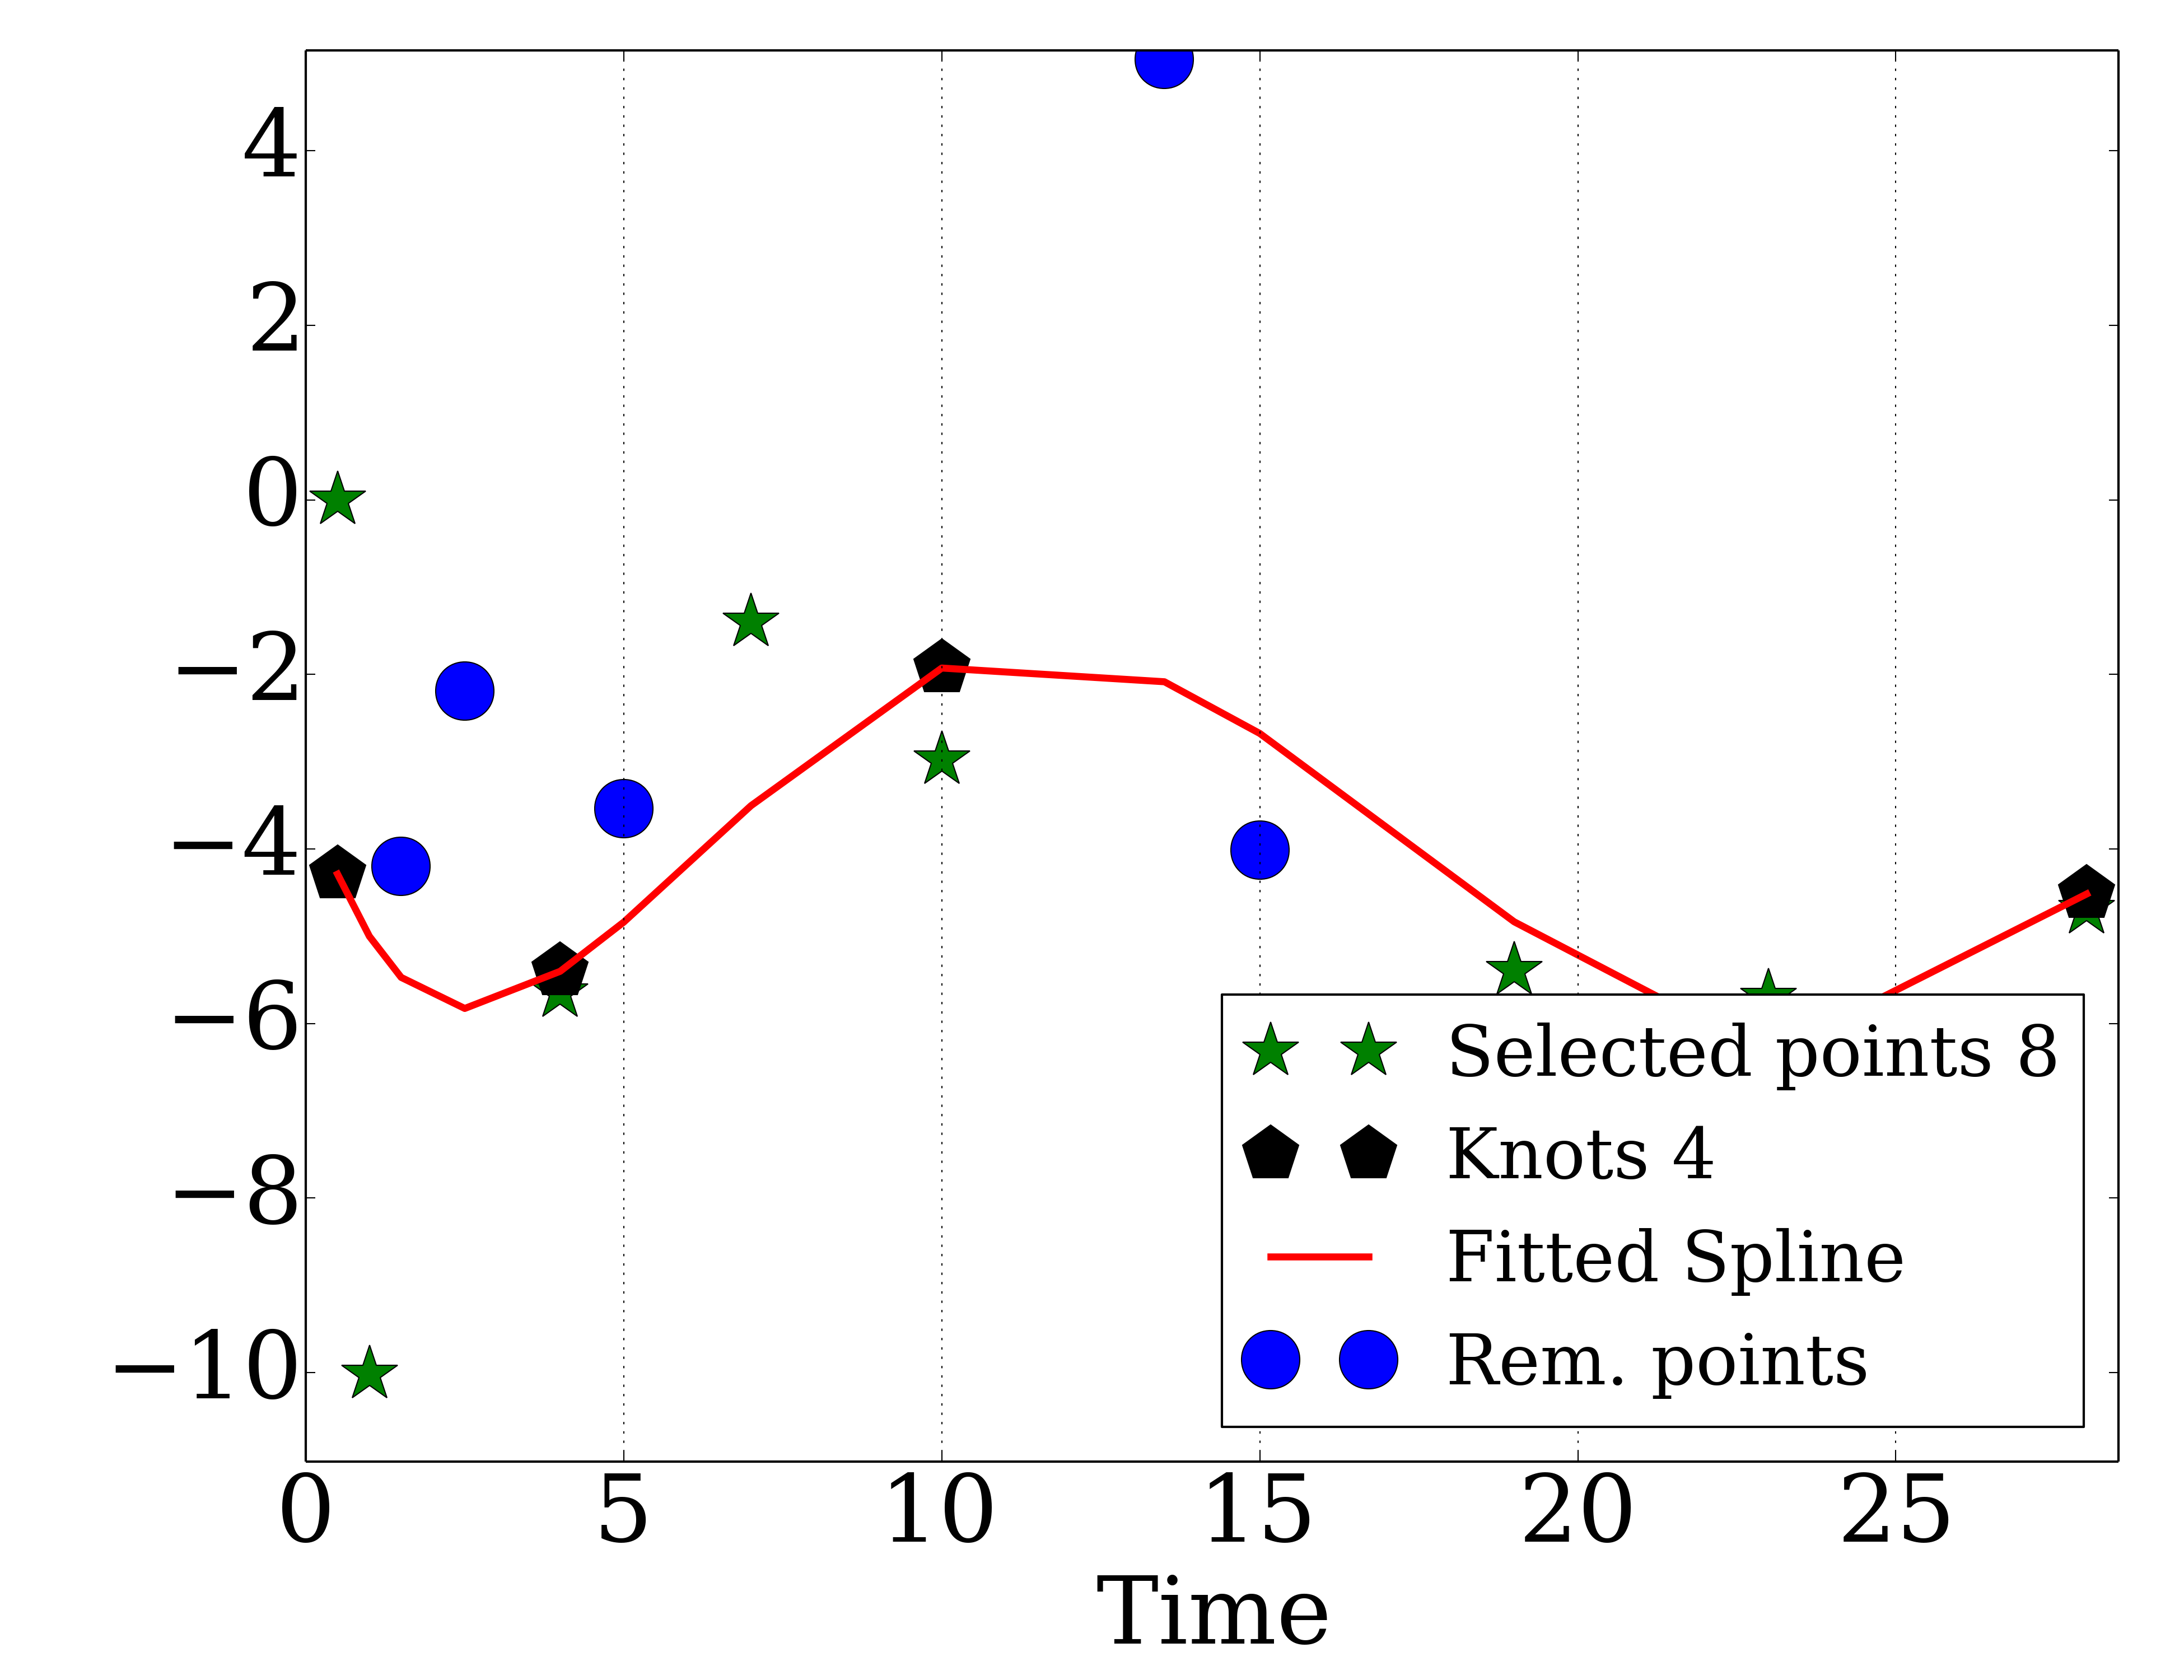 4
2
0
−2
−4
−6
−8
−10
Selected points 8
Knots 4
Fitted Spline
Rem. points
0 5 10 15 20 25
Time